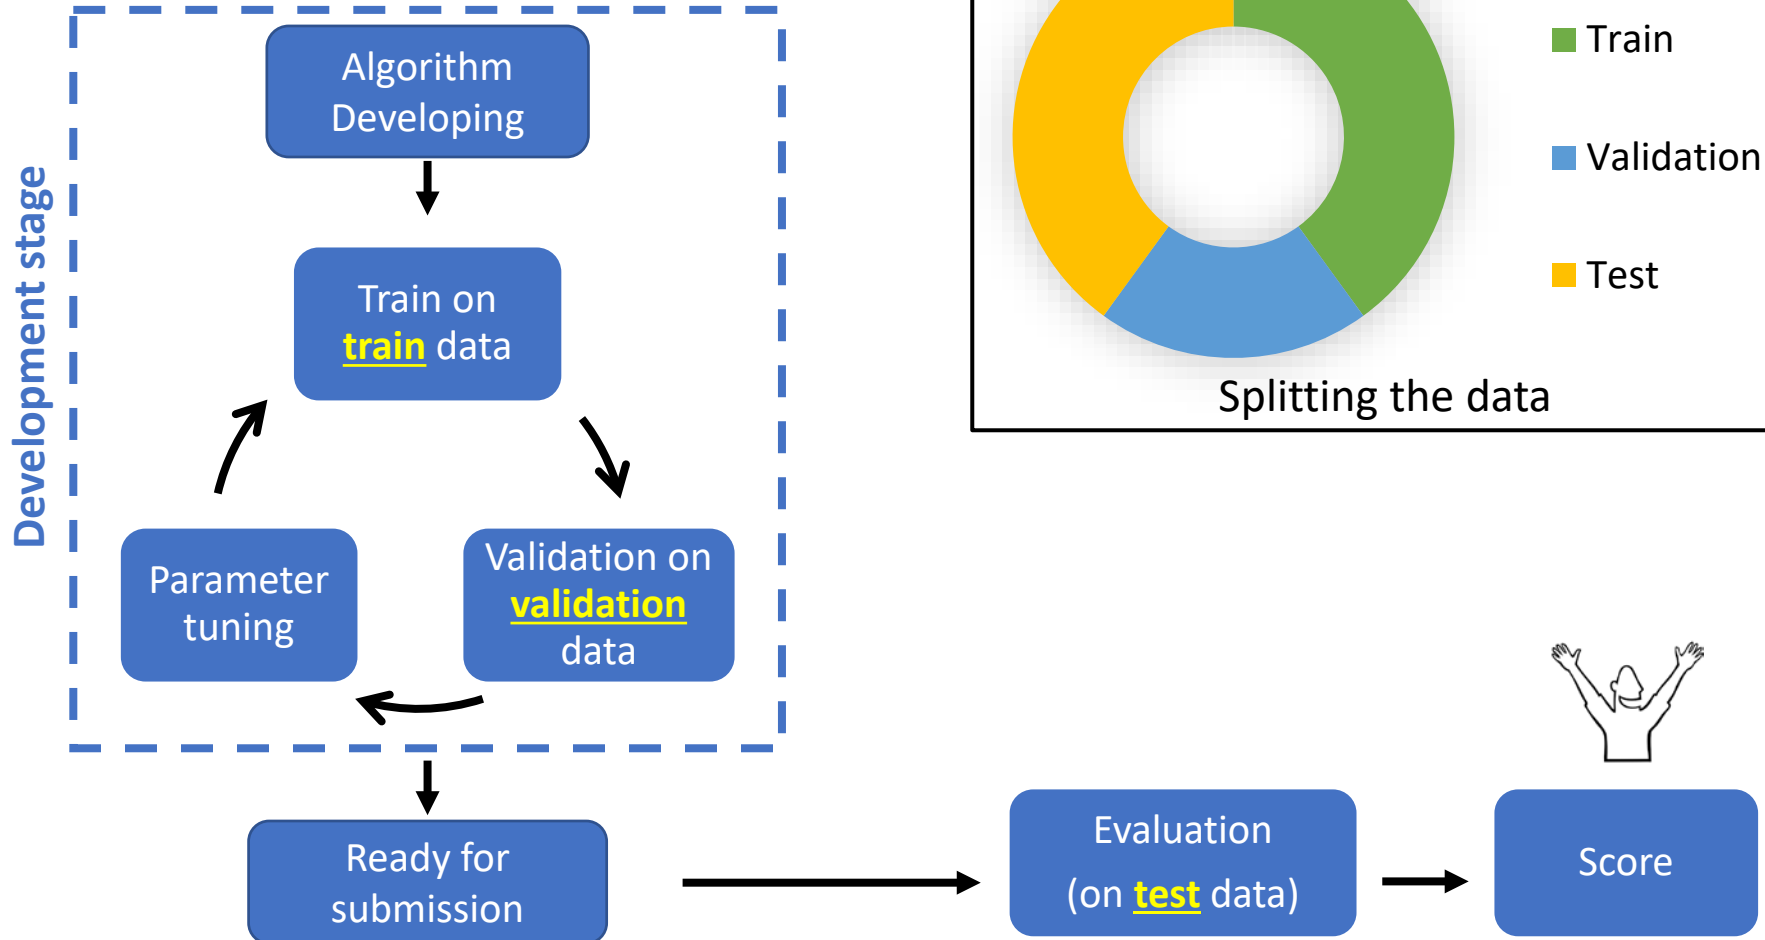 Development stage
Algorithm
Developing
Train on
train data
Validation on
validation
data
Parameter
tuning
Ready for
submission
Train
Validation
Test
Splitting the data
Evaluation
(on test data)
Score